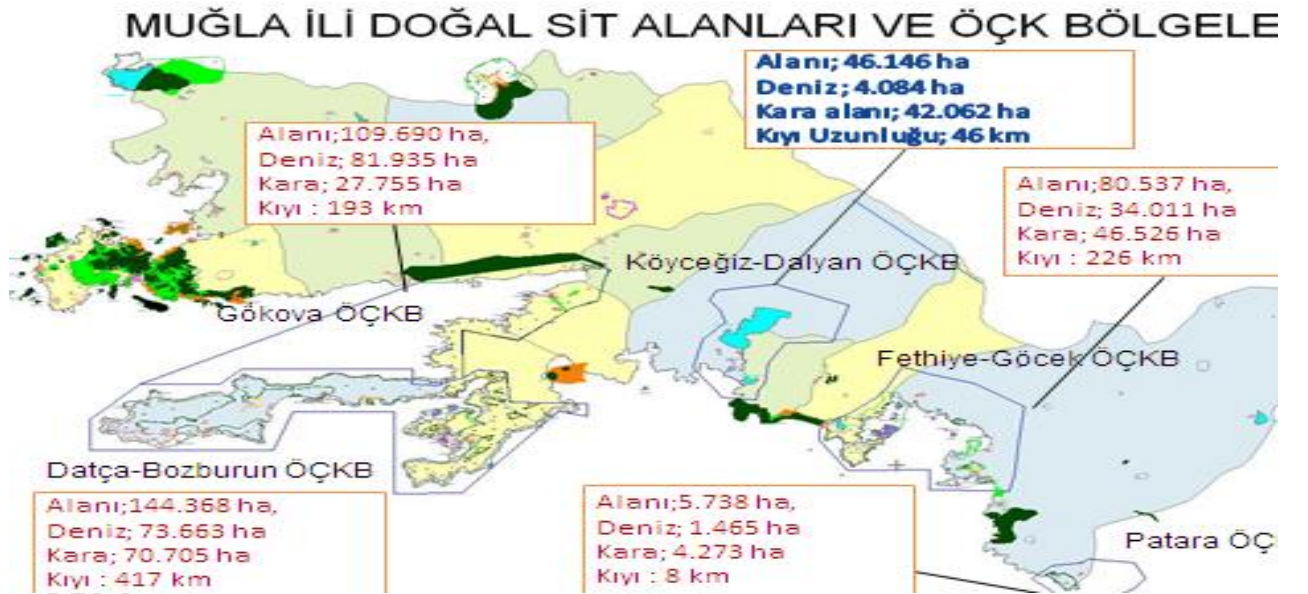 MUĞLA İLİ DOĞAL SİT ALANLARI VE ÖÇK BÖLGELE
Alanı; 46.146 ha
Deniz; 4.084 ha
Kara alanı; 42.062 ha
Kıyı Uzunluğu; 46 km
Alanı;109.690 ha,
Deniz; 81.935 ha
Kara; 27.755 ha
Kıyı : 193 km
Alanı;80.537 ha,
Deniz; 34.011 ha
Kara; 46.526 ha
Kıyı : 226 km
Köyceğiz-Dalyan ÖÇKB
Gökova ÖÇKB
Fethiye-Göcek ÖÇKB
Datça-Bozburun ÖÇKB
Alanı;144.368 ha,
Deniz; 73.663 ha
Kara; 70.705 ha
Kıyı : 417 km
Alanı;5.738 ha,
Deniz; 1.465 ha
Kara; 4.273 ha
Kıyı : 8 km
Patara ÖÇ